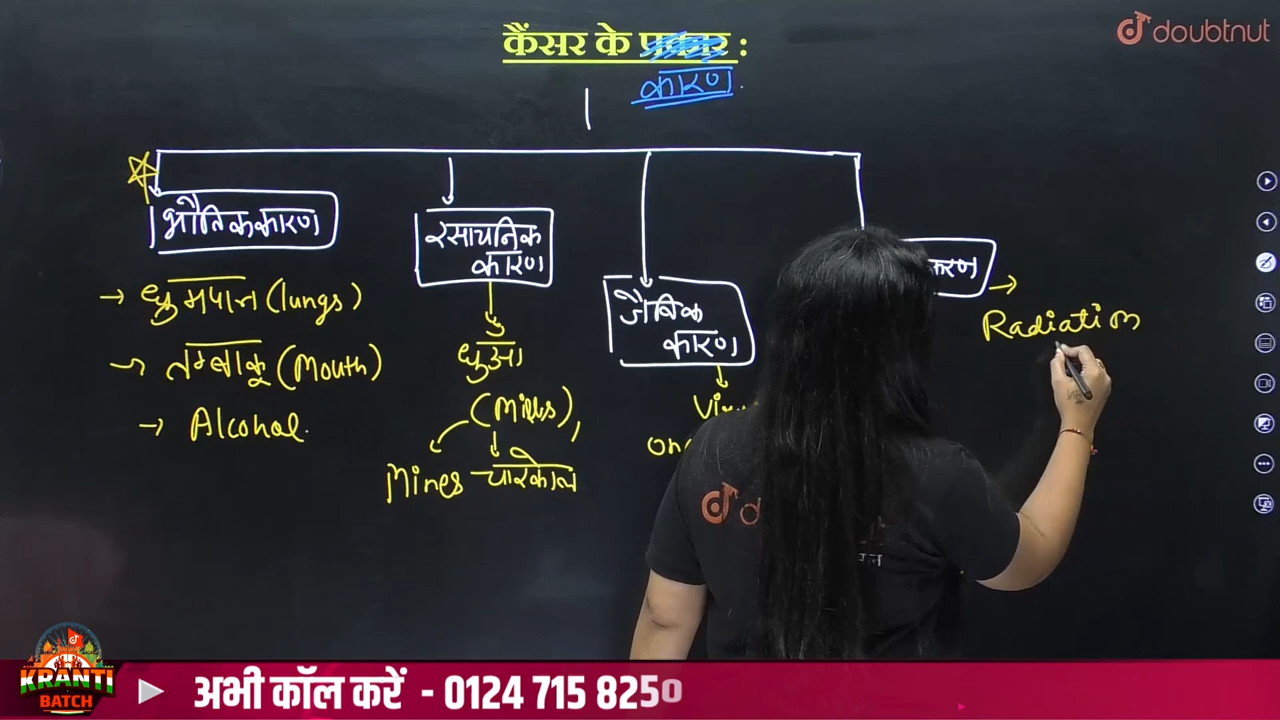 कैंसर के प्रकार :
कारण
doubtnut
भौतिक कारण
→ धुम्रपान (lungs)
→ तम्बाकू (Mouth)
→ Alcohol.
रसायनिक
कारण
धुआ
(Mills),
Mines चारकोल
जैविक
कारण
→
Radiation
KRANTI
BATCH
अभी कॉल करें - 0124 715 8250